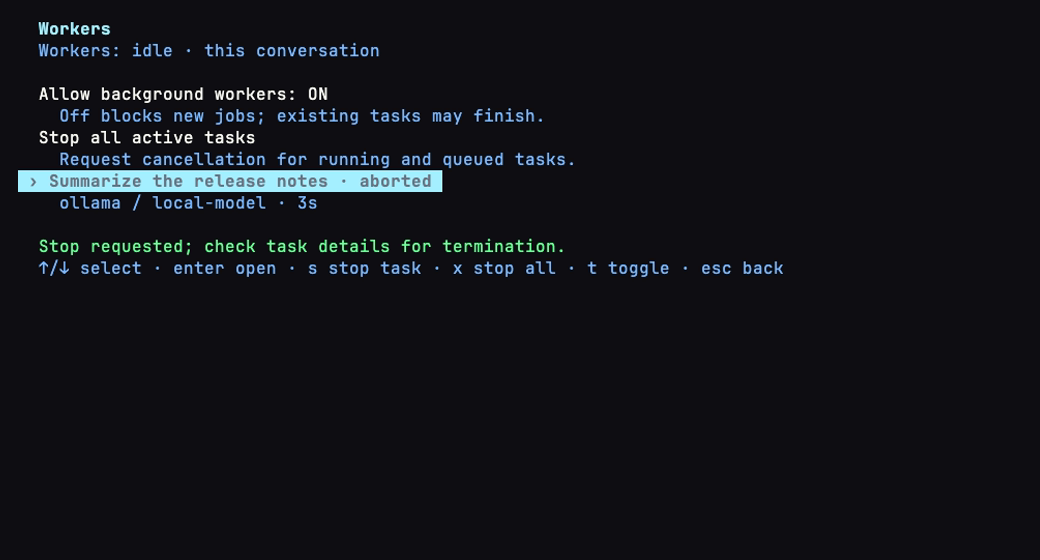 Workers
Workers: idle · this conversation
Allow background workers: ON
Off blocks new jobs; existing tasks may finish.
Stop all active tasks
Request cancellation for running and queued tasks.
› Summarize the release notes · aborted
ollama / local-model · 3s
Stop requested; check task details for termination.
↑/↓ select · enter open · s stop task · x stop all · t toggle · esc back